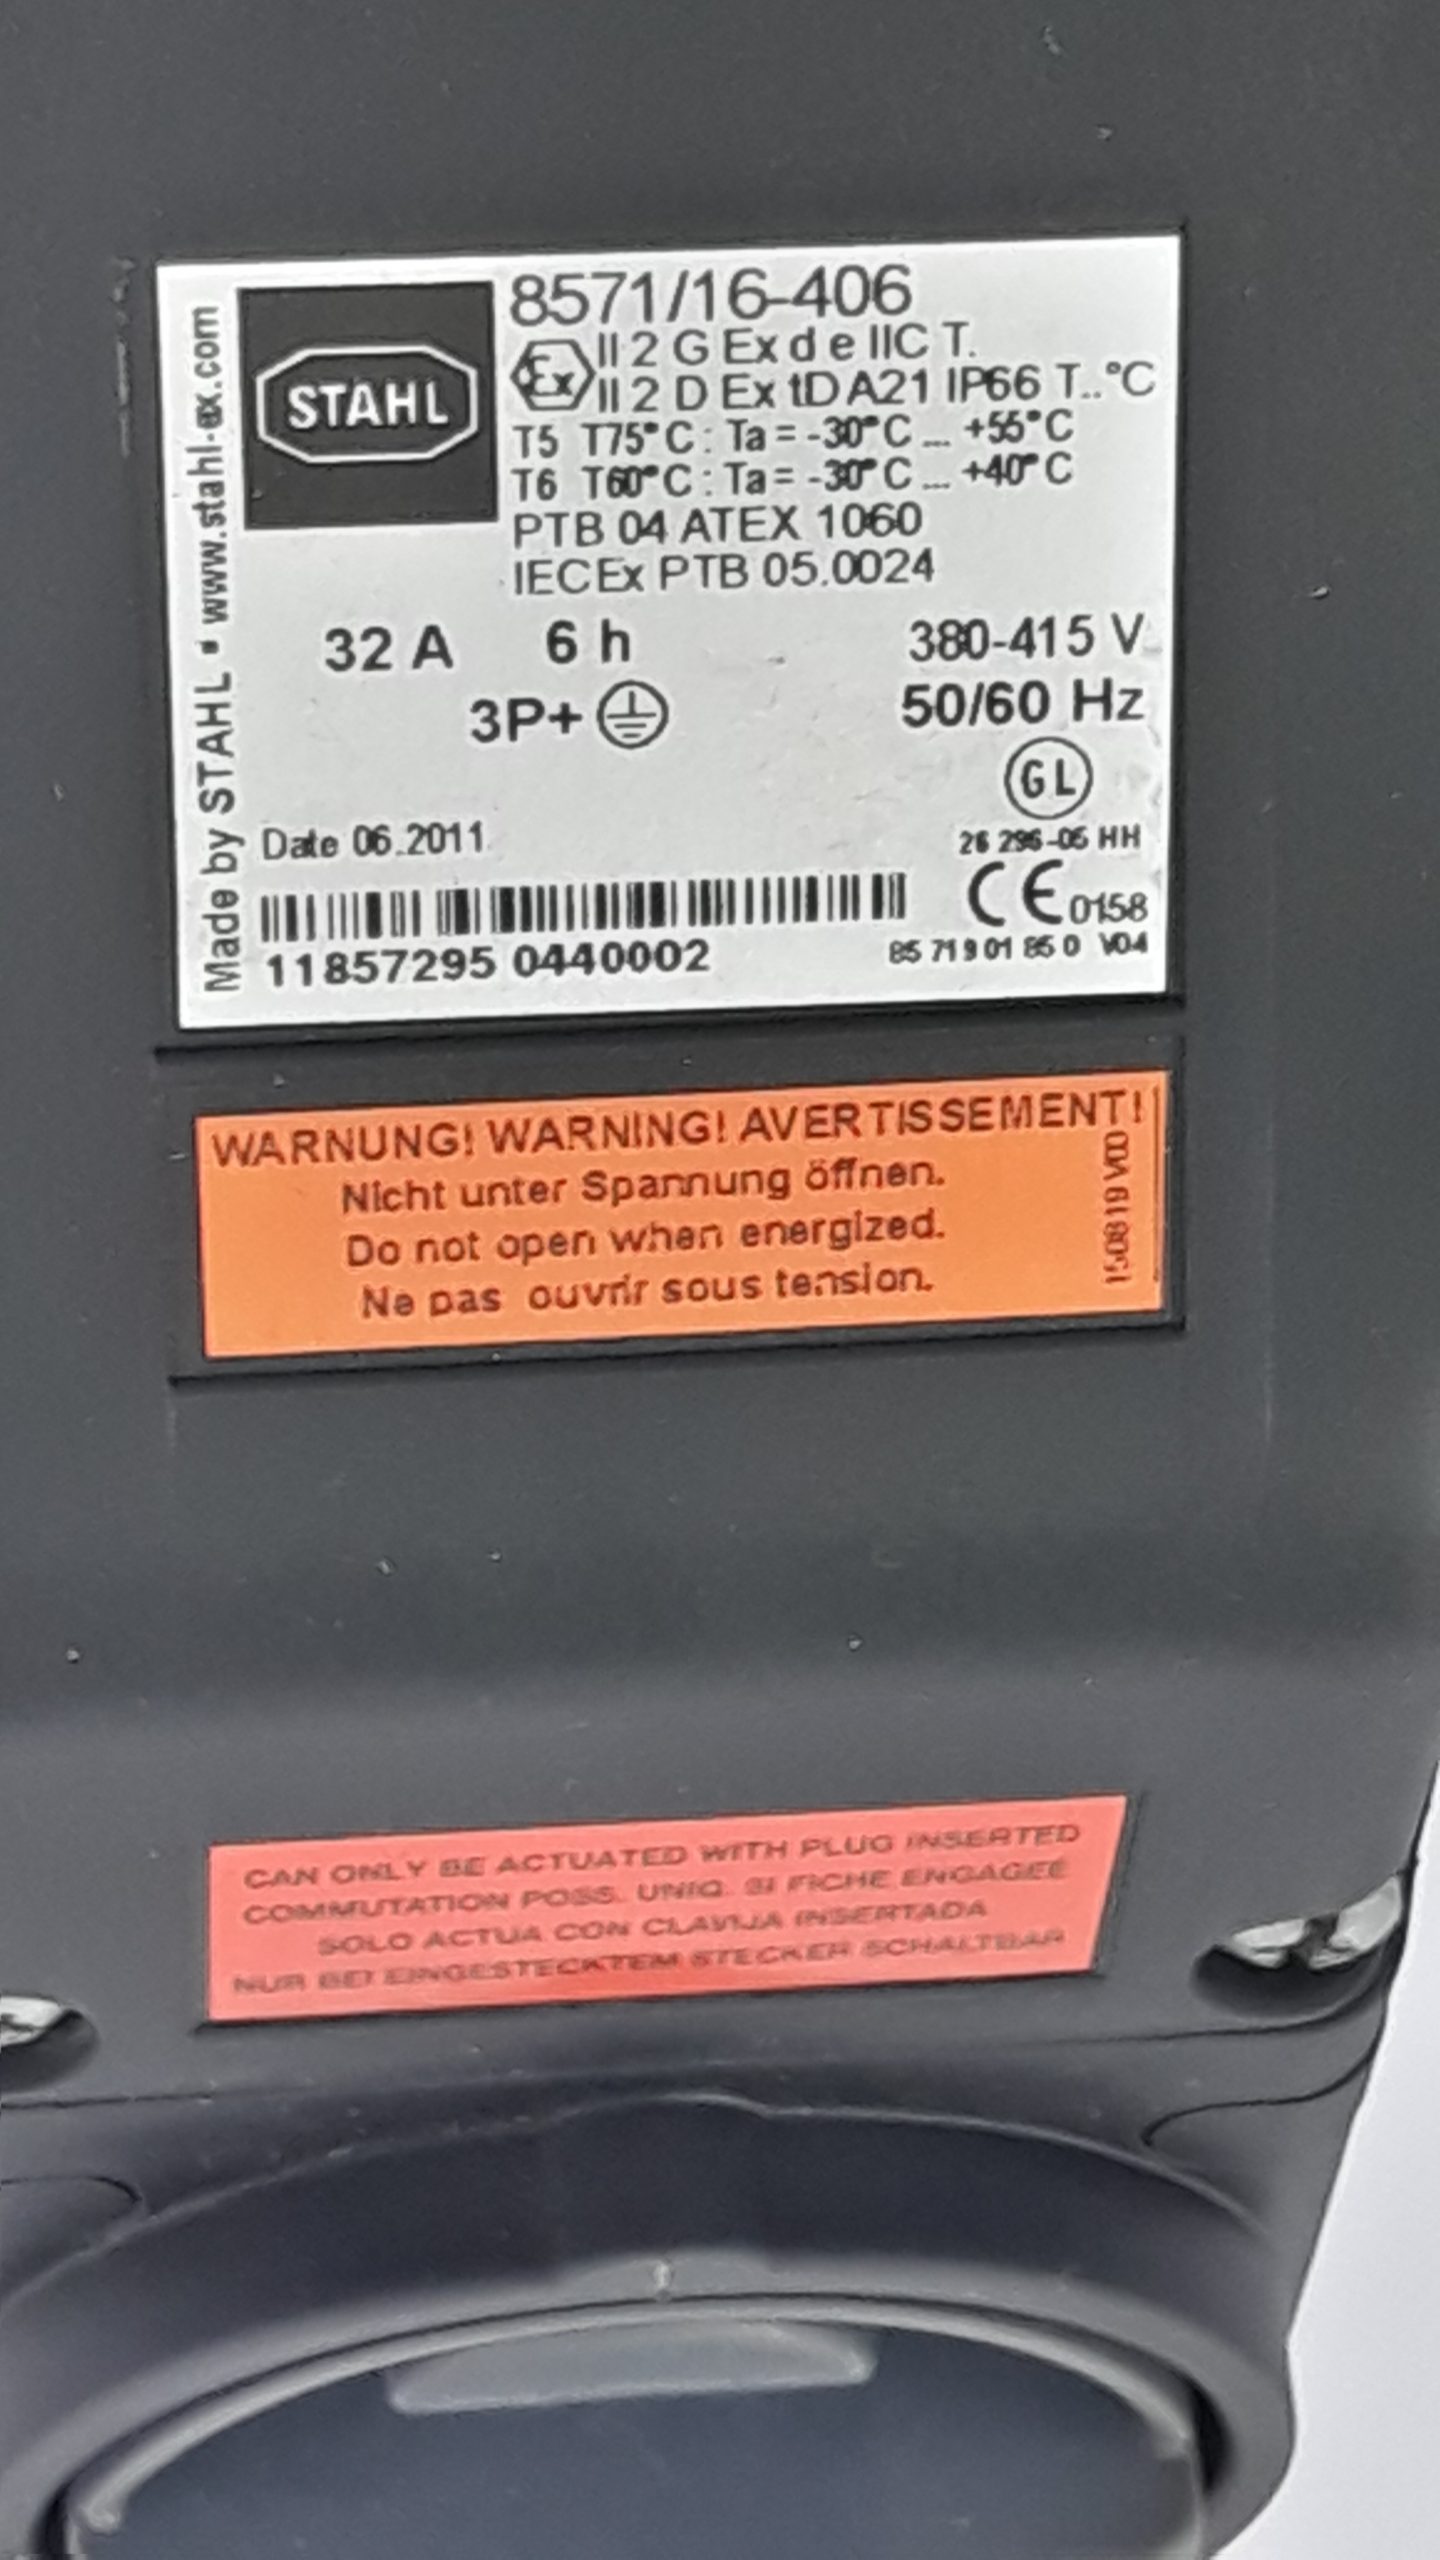 8571/16-406
STAHL
Ex II 2 G Ex d e IIC T.
II 2 D Ex tD A21 IP66 T..°C
T5 T75°C : Ta = -30°C ... +55°C
T6 T60°C : Ta = -30°C ... +40°C
PTB 04 ATEX 1060
IECEx PTB 05.0024
32 A 6 h 380-415 V
3P+ 50/60 Hz
GL
Date 06.2011
26 296-05 HH
CE 0158
11857295 0440002
85 719 01 85 0 V04
Made by STAHL • www.stahl-ex.com
WARNUNG! WARNING! AVERTISSEMENT!
Nicht unter Spannung öffnen.
Do not open when energized.
Ne pas ouvrir sous tension.
150819 V00
CAN ONLY BE ACTUATED WITH PLUG INSERTED
COMMUTATION POSS. UNIQ. SI FICHE ENGAGEÉ
SOLO ACTUA CON CLAVIJA INSERTADA
NUR BEI EINGESTECKTEM STECKER SCHALTBAR